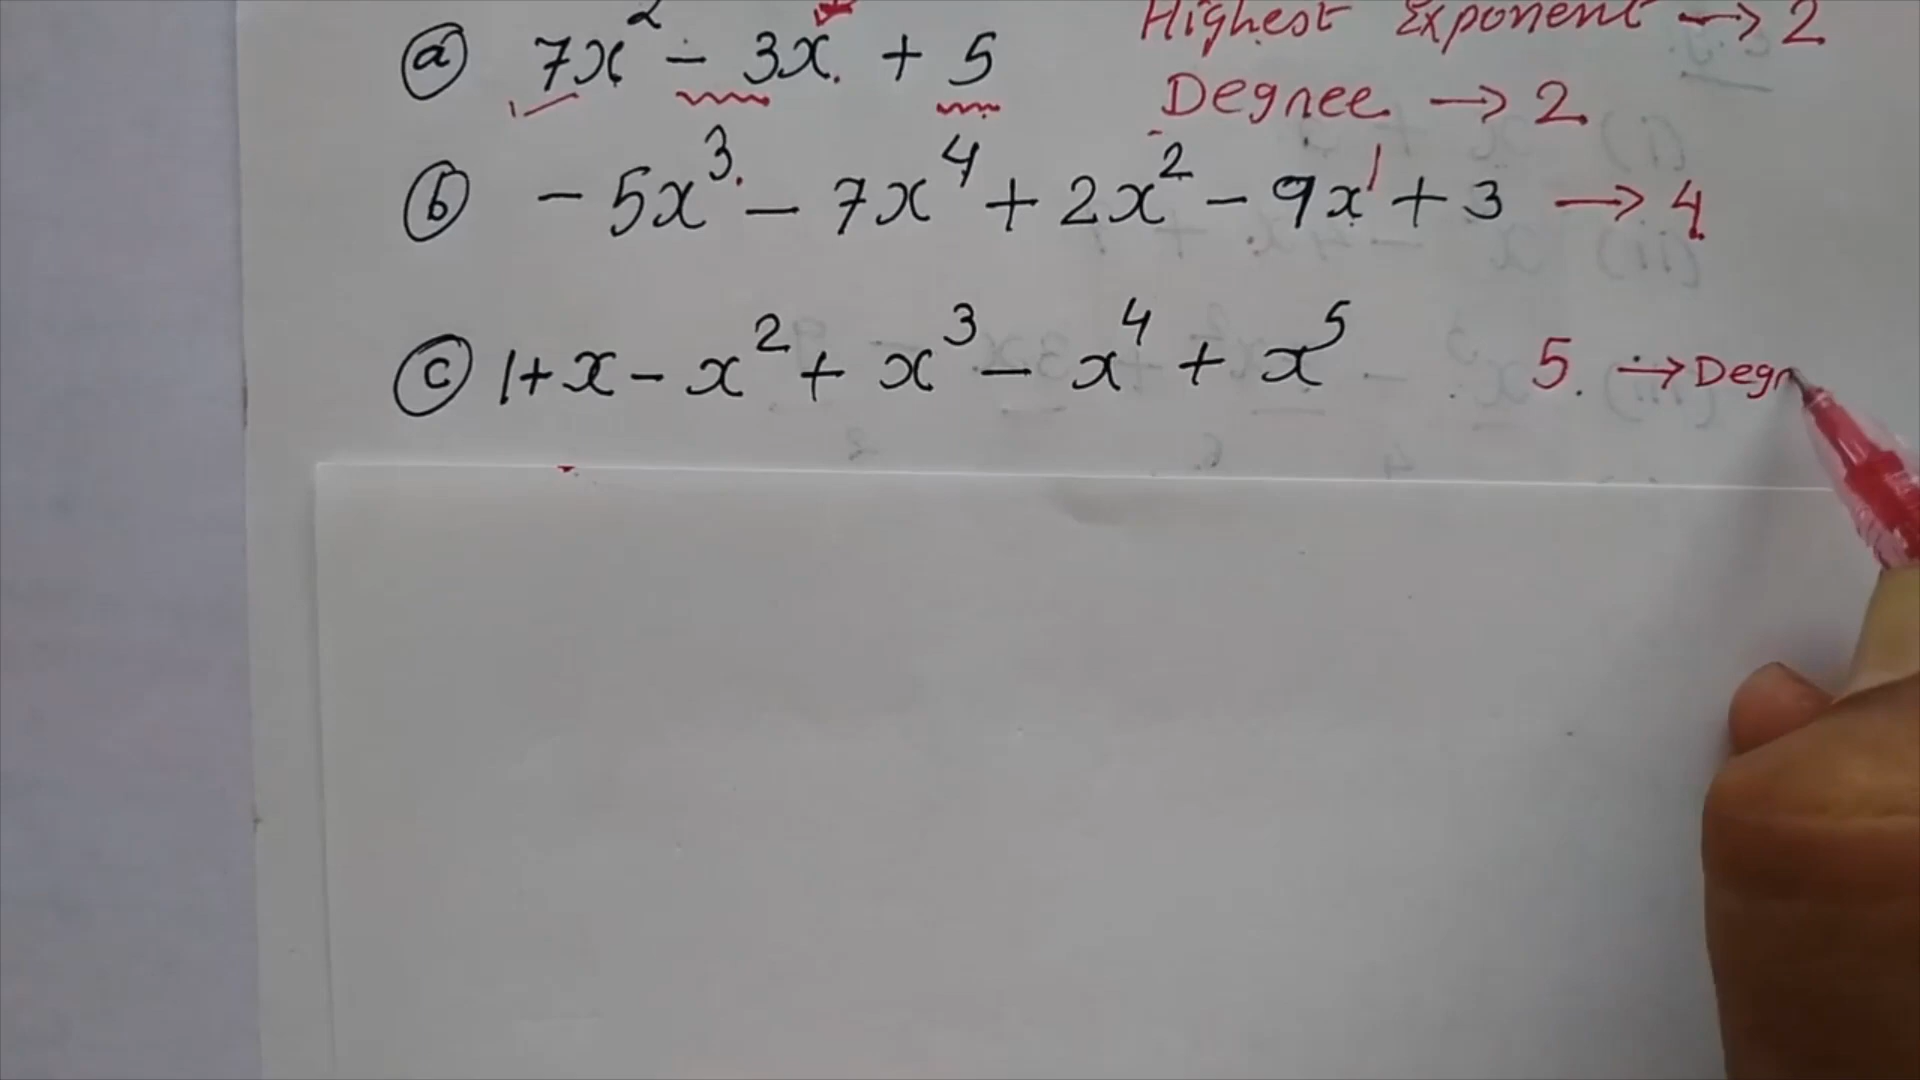 ⓐ 7x² - 3x + 5 Highest Exponent → 2
Degree → 2
ⓑ -5x³ - 7x⁴ + 2x² - 9x¹ + 3 → 4
ⓒ 1+x-x²+x³-x⁴+x⁵ 5. → Degr